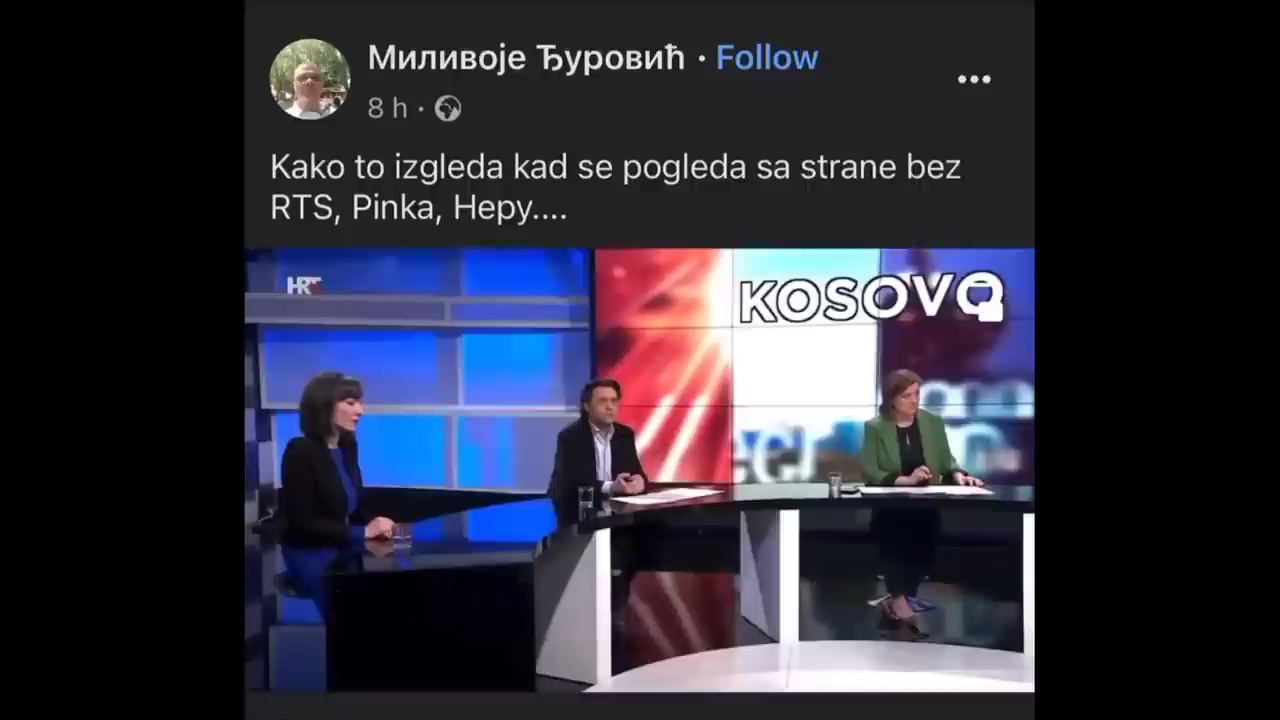 Миливоје Ђуровић · Follow
8 h ·
Kako to izgleda kad se pogleda sa strane bez
RTS, Pinka, Hepy....
HRT
KOSOVO